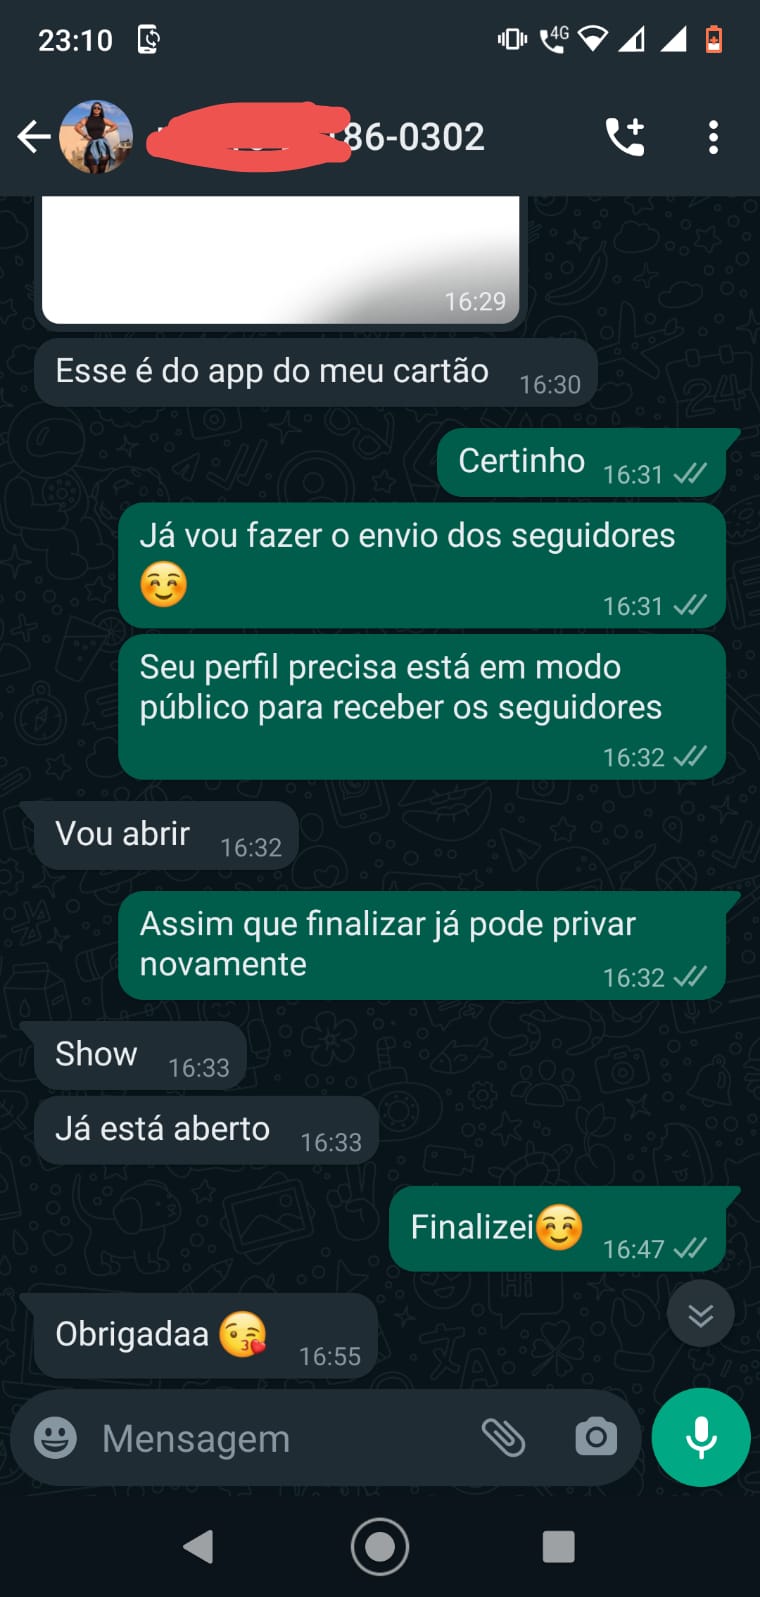 23:10
4G
86-0302
16:29
Esse é do app do meu cartão 16:30
Certinho 16:31
Já vou fazer o envio dos seguidores
☺️ 16:31
Seu perfil precisa está em modo
público para receber os seguidores
16:32
Vou abrir 16:32
Assim que finalizar já pode privar
novamente 16:32
Show 16:33
Já está aberto 16:33
Finalizei☺️ 16:47
Obrigadaa 😘 16:55
Mensagem